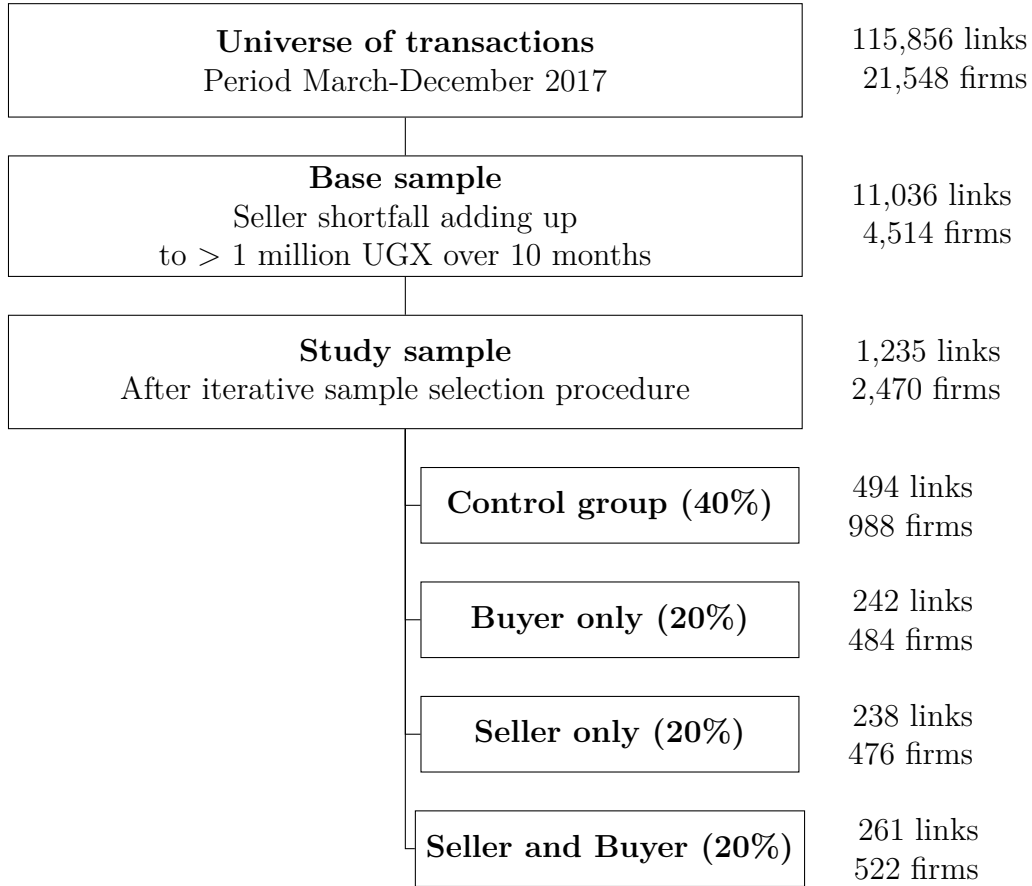 Universe of transactions
Period March-December 2017
115,856 links
21,548 firms
Base sample
Seller shortfall adding up
to > 1 million UGX over 10 months
11,036 links
4,514 firms
Study sample
After iterative sample selection procedure
1,235 links
2,470 firms
Control group (40%)
494 links
988 firms
Buyer only (20%)
242 links
484 firms
Seller only (20%)
238 links
476 firms
Seller and Buyer (20%)
261 links
522 firms